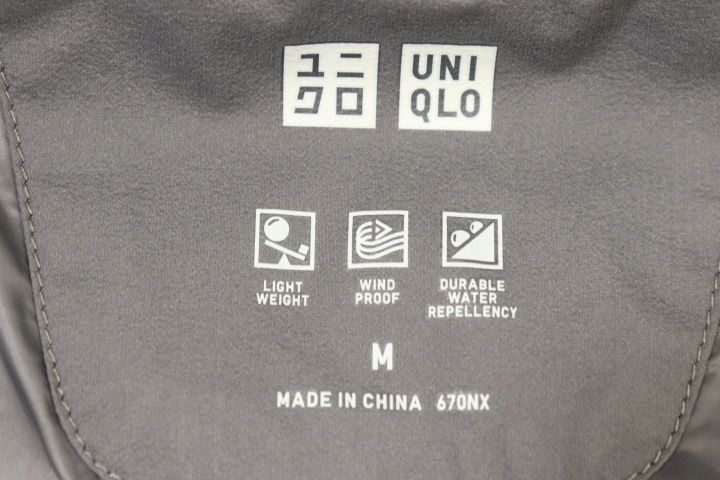 ユニ UNI
クロ QLO
LIGHT WEIGHT
WIND PROOF
DURABLE WATER REPELLENCY
M
MADE IN CHINA 670NX